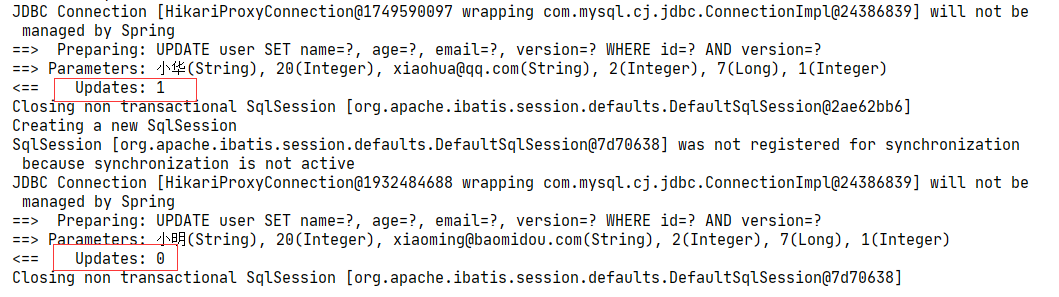 JDBC Connection [HikariProxyConnection@1749590097 wrapping com.mysql.cj.jdbc.ConnectionImpl@24386839] will not be
managed by Spring
==>  Preparing: UPDATE user SET name=?, age=?, email=?, version=? WHERE id=? AND version=?
==> Parameters: 小华(String), 20(Integer), xiaohua@qq.com(String), 2(Integer), 7(Long), 1(Integer)
<==    Updates: 1
Closing non transactional SqlSession [org.apache.ibatis.session.defaults.DefaultSqlSession@2ae62bb6]
Creating a new SqlSession
SqlSession [org.apache.ibatis.session.defaults.DefaultSqlSession@7d70638] was not registered for synchronization
because synchronization is not active
JDBC Connection [HikariProxyConnection@1932484688 wrapping com.mysql.cj.jdbc.ConnectionImpl@24386839] will not be
managed by Spring
==>  Preparing: UPDATE user SET name=?, age=?, email=?, version=? WHERE id=? AND version=?
==> Parameters: 小明(String), 20(Integer), xiaoming@baomidou.com(String), 2(Integer), 7(Long), 1(Integer)
<==    Updates: 0
Closing non transactional SqlSession [org.apache.ibatis.session.defaults.DefaultSqlSession@7d70638]